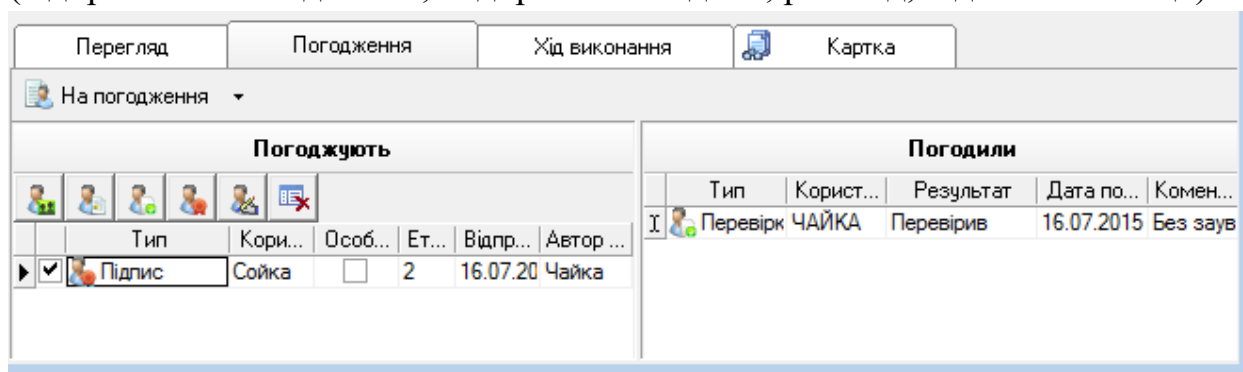 Перегляд Погодження Хід виконання Картка
На погодження
Погоджують Погодили
Тип Корист... Результат Дата по... Комен...
Перевірк ЧАЙКА Перевірив 16.07.2015 Без заув
Тип Кори... Особ... Ет... Відпр... Автор ...
Підпис Сойка 2 16.07.20 Чайка